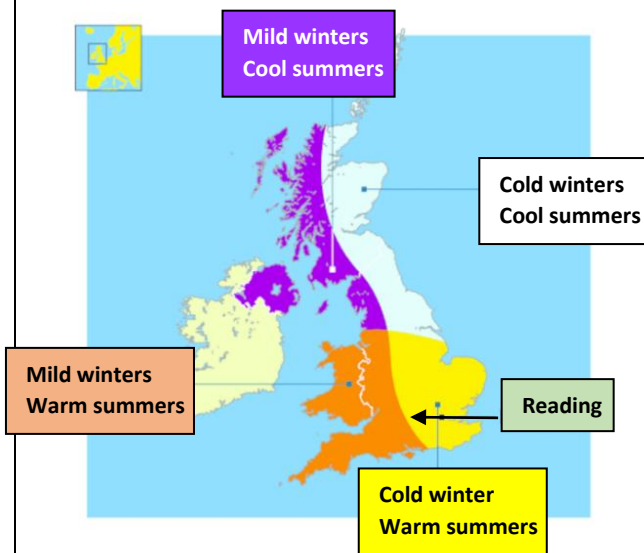 Mild winters
Cool summers
Cold winters
Cool summers
Mild winters
Warm summers
Reading
Cold winter
Warm summers